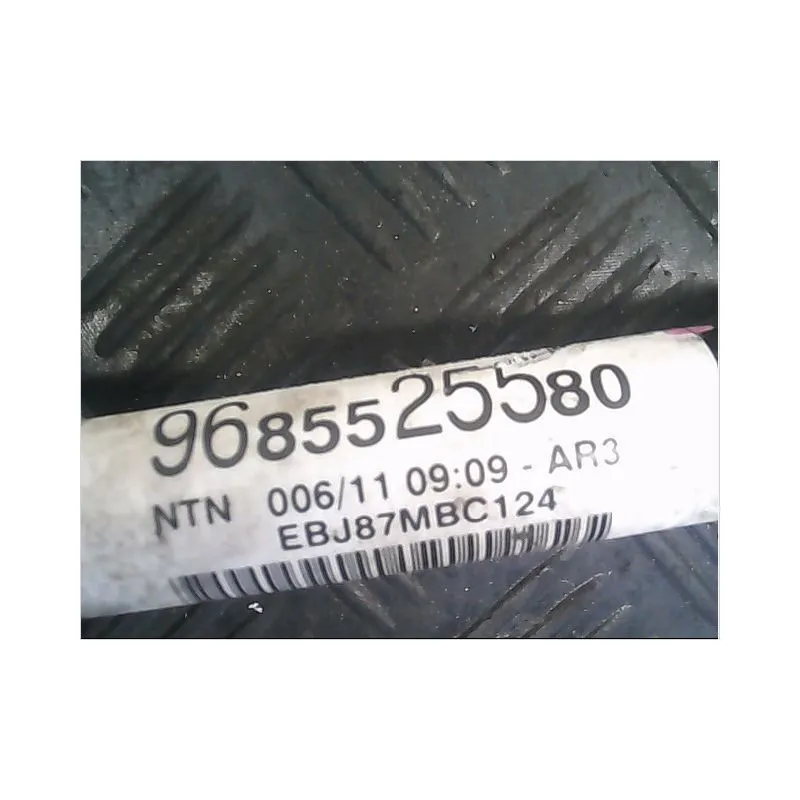 9685525580
NTN 006/11 09:09 - AR3
EBJ87MBC124